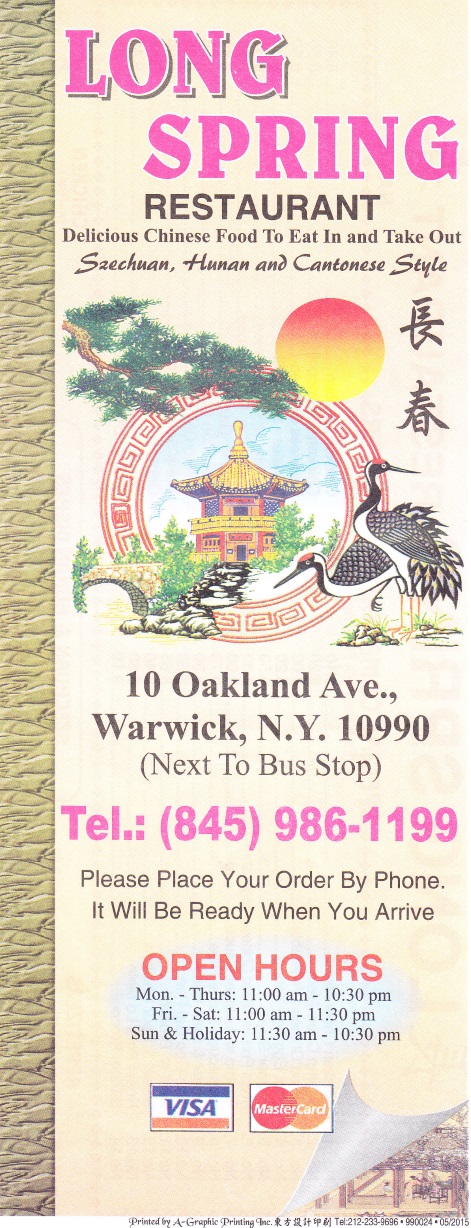 LONG
SPRING
RESTAURANT
Delicious Chinese Food To Eat In and Take Out
Szechuan, Hunan and Cantonese Style
長
春
10 Oakland Ave.,
Warwick, N.Y. 10990
(Next To Bus Stop)
Tel.: (845) 986-1199
Please Place Your Order By Phone.
It Will Be Ready When You Arrive
OPEN HOURS
Mon. - Thurs: 11:00 am - 10:30 pm
Fri. - Sat: 11:00 am - 11:30 pm
Sun & Holiday: 11:30 am - 10:30 pm
VISA MasterCard
Printed by A-Graphic Printing Inc. 東方設計印刷 Tel:212-233-9696 • 990024 • 05/2015